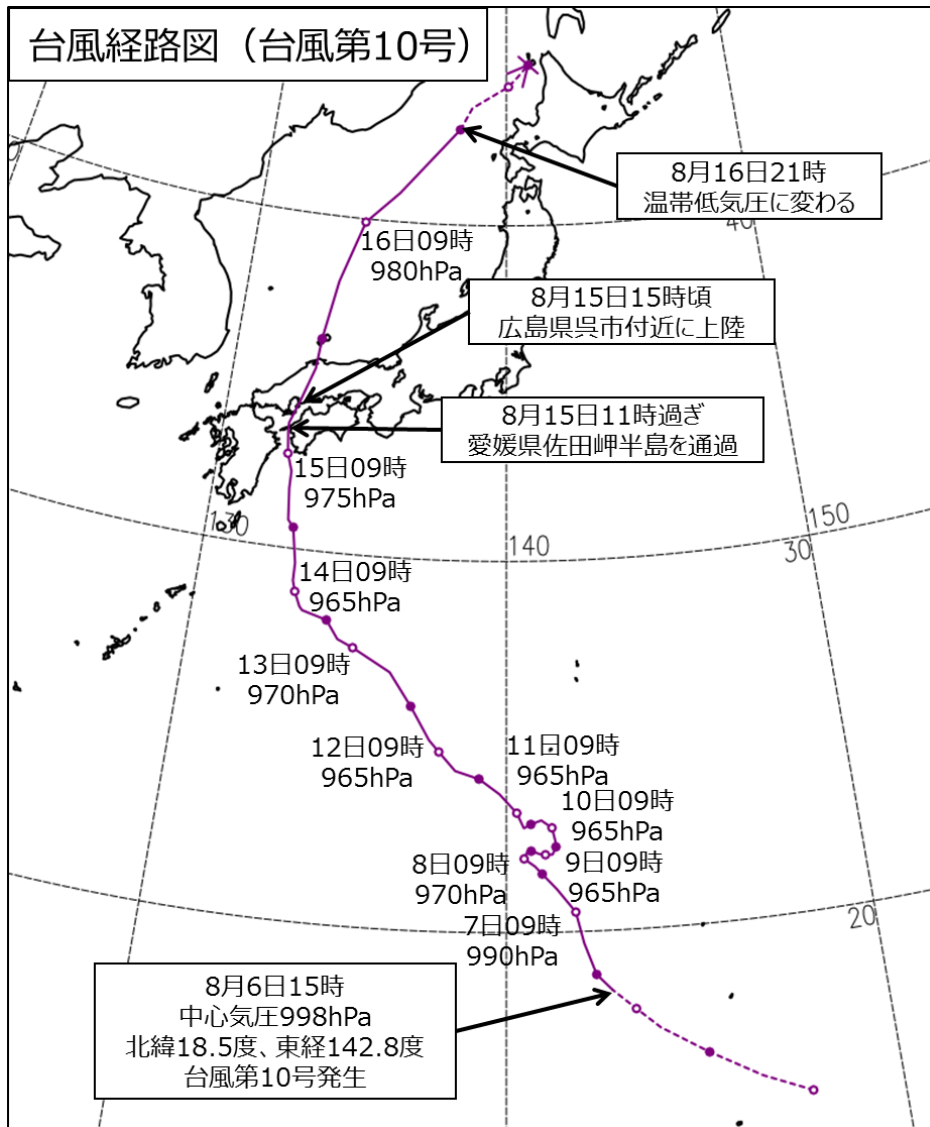 台風経路図（台風第10号）
8月16日21時
温帯低気圧に変わる
40
16日09時
980hPa
8月15日15時頃
広島県呉市付近に上陸
8月15日11時過ぎ
愛媛県佐田岬半島を通過
15日09時
975hPa
130
140
150
30
14日09時
965hPa
13日09時
970hPa
12日09時
965hPa
11日09時
965hPa
10日09時
965hPa
8日09時
970hPa
9日09時
965hPa
7日09時
990hPa
20
8月6日15時
中心気圧998hPa
北緯18.5度、東経142.8度
台風第10号発生